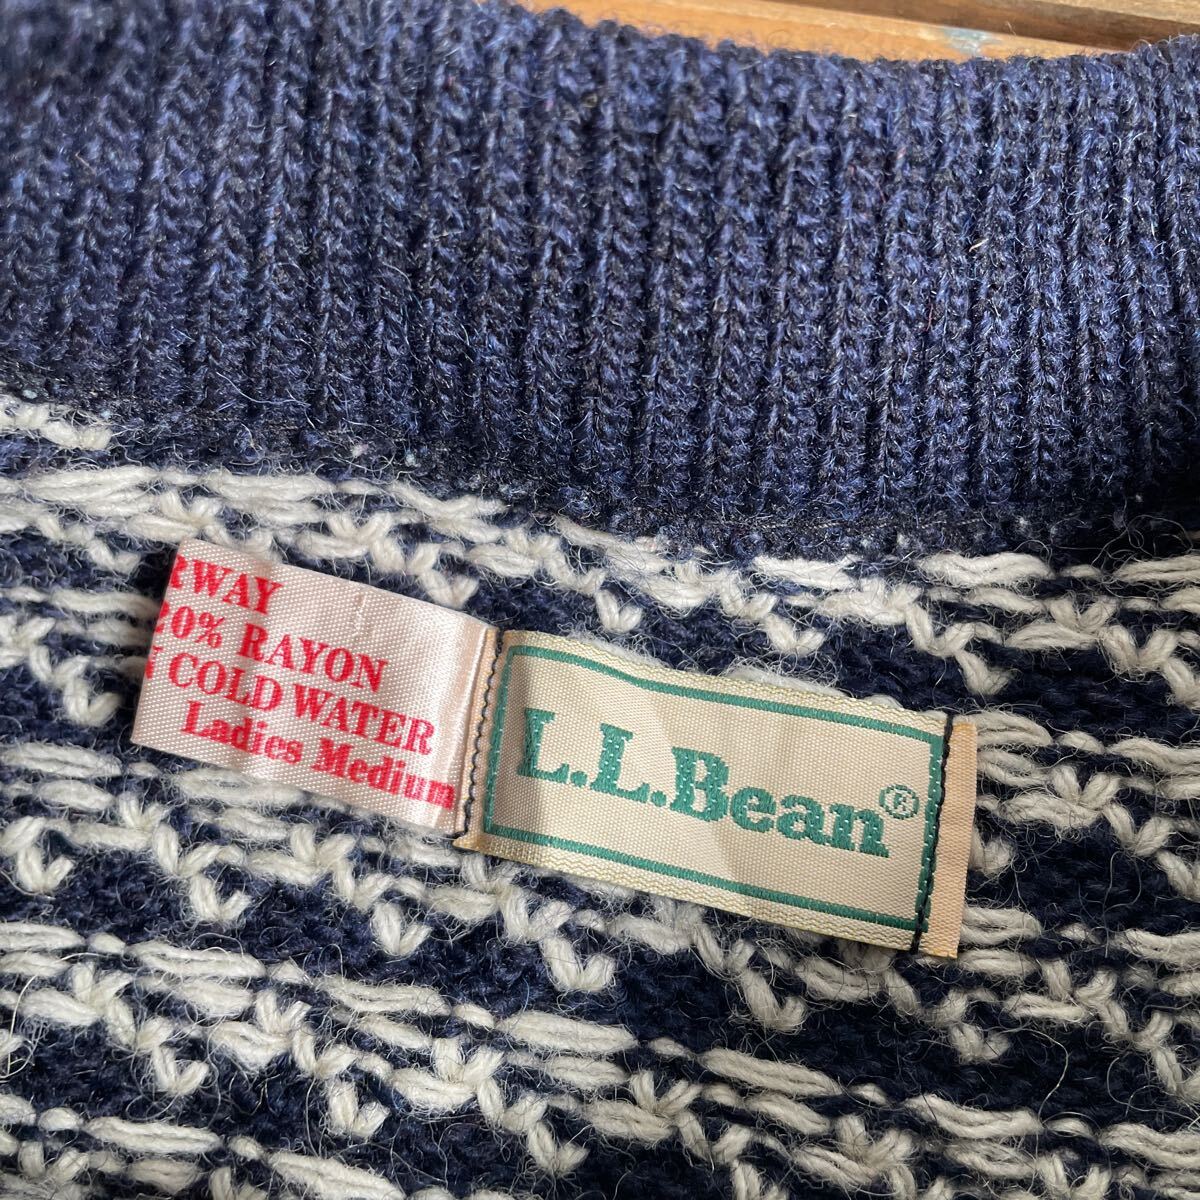 RWAY
20% RAYON
N COLD WATER
Ladies Medium
L.L.Bean®